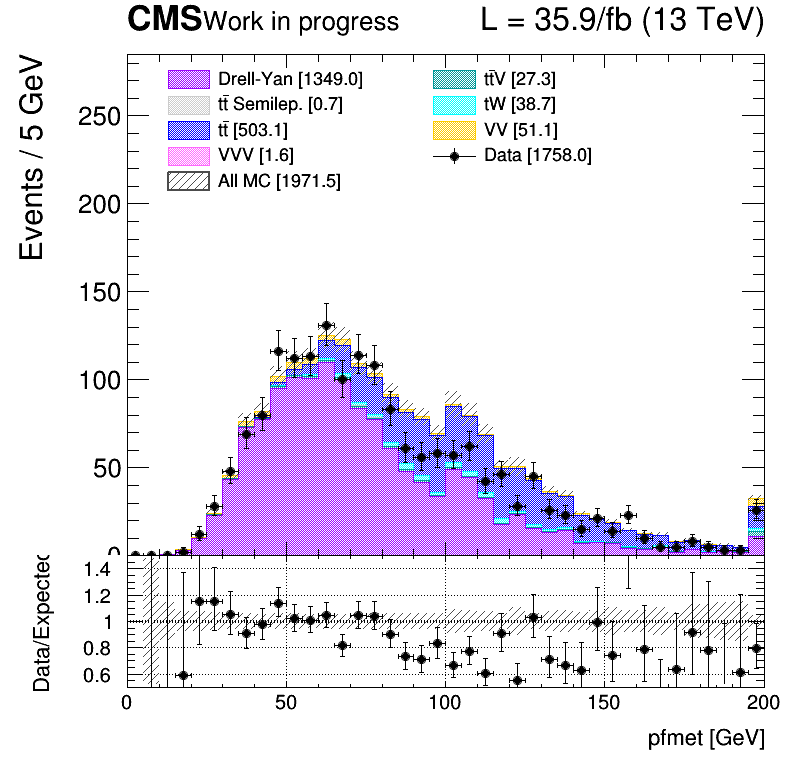 CMS Work in progress L = 35.9/fb (13 TeV)
Events / 5 GeV
Drell-Yan [1349.0]
tt̄ Semilep. [0.7]
tt̄ [503.1]
VVV [1.6]
All MC [1971.5]
tt̄V [27.3]
tW [38.7]
VV [51.1]
Data [1758.0]
250
200
150
100
50
0
Data/Expected
1.4
1.2
1
0.8
0.6
0 50 100 150 200
pfmet [GeV]